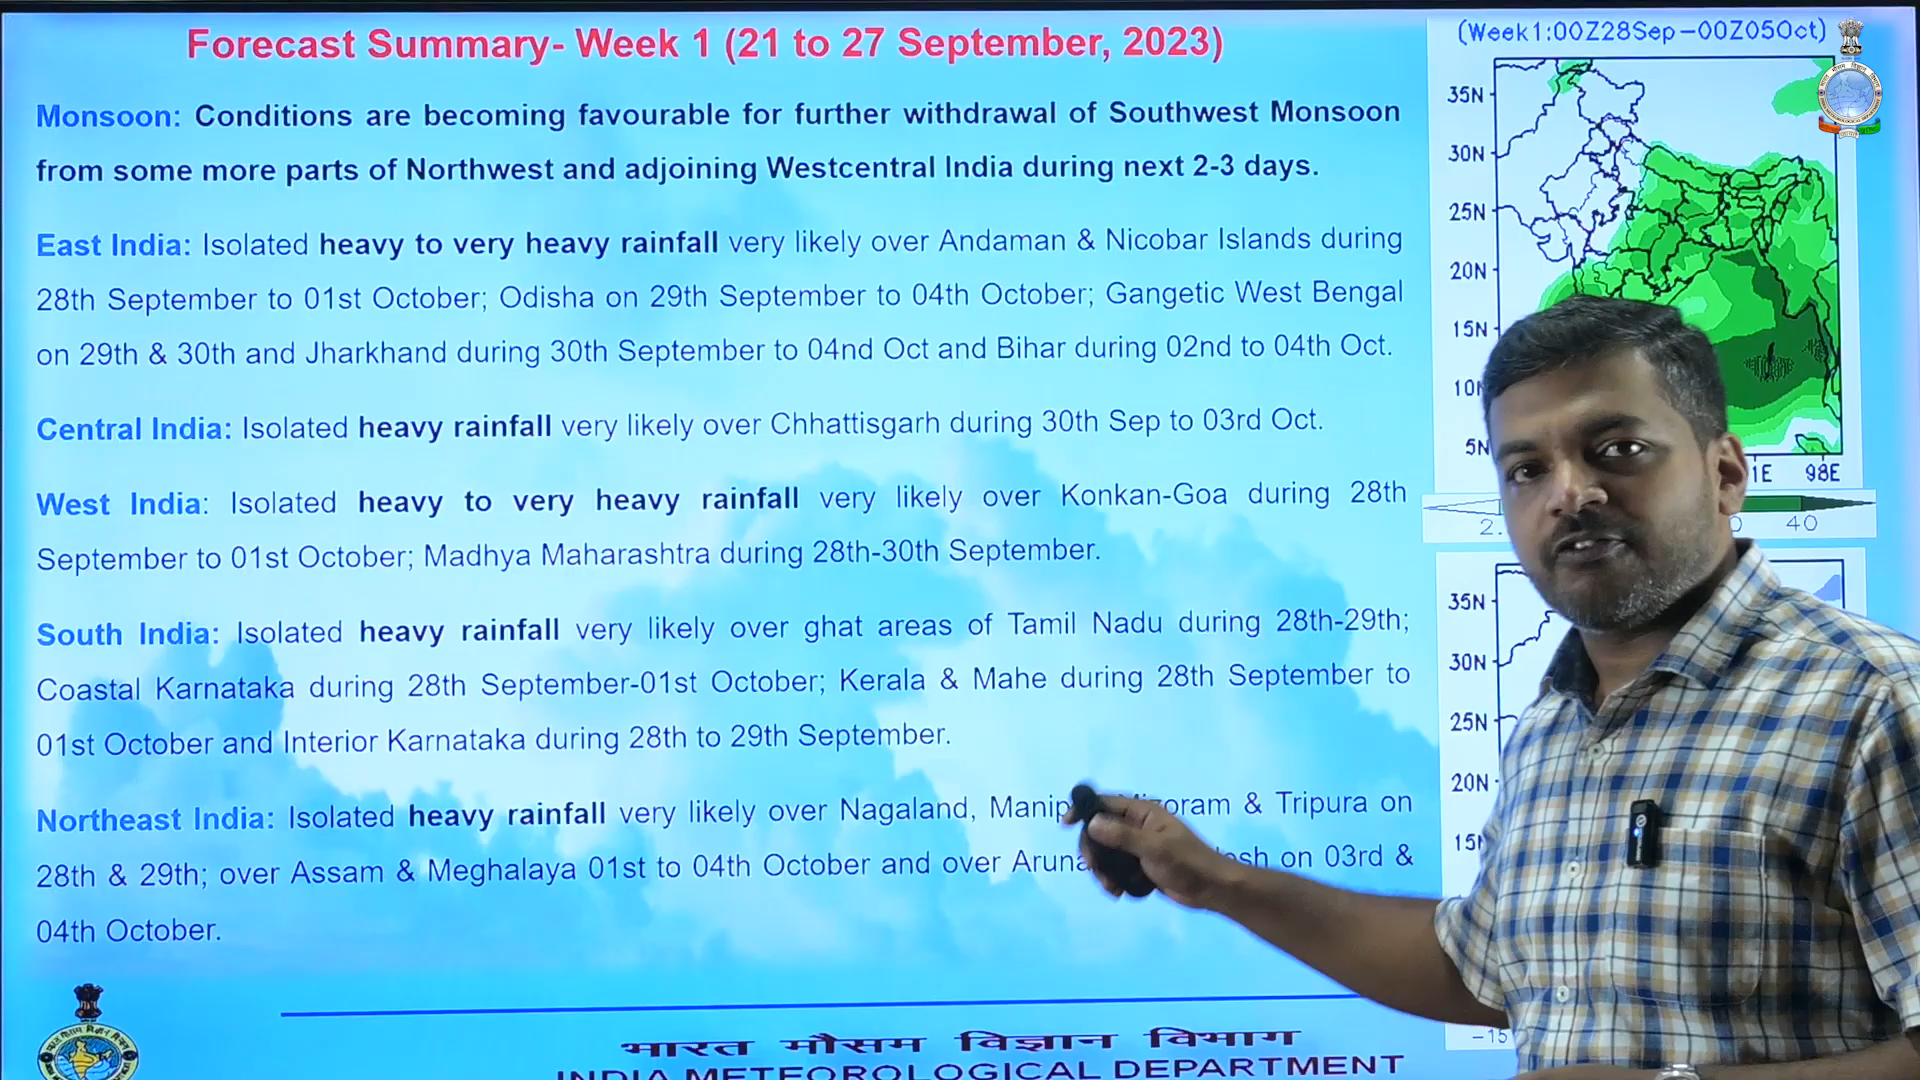 Forecast Summary- Week 1 (21 to 27 September, 2023)
Monsoon: Conditions are becoming favourable for further withdrawal of Southwest Monsoon
from some more parts of Northwest and adjoining Westcentral India during next 2-3 days.
East India: Isolated heavy to very heavy rainfall very likely over Andaman & Nicobar Islands during
28th September to 01st October; Odisha on 29th September to 04th October; Gangetic West Bengal
on 29th & 30th and Jharkhand during 30th September to 04nd Oct and Bihar during 02nd to 04th Oct.
Central India: Isolated heavy rainfall very likely over Chhattisgarh during 30th Sep to 03rd Oct.
West India: Isolated heavy to very heavy rainfall very likely over Konkan-Goa during 28th
September to 01st October; Madhya Maharashtra during 28th-30th September.
South India: Isolated heavy rainfall very likely over ghat areas of Tamil Nadu during 28th-29th;
Coastal Karnataka during 28th September-01st October; Kerala & Mahe during 28th September to
01st October and Interior Karnataka during 28th to 29th September.
Northeast India: Isolated heavy rainfall very likely over Nagaland, & Tripura on
28th & 29th; over Assam & Meghalaya 01st to 04th October and over on 03rd &
04th October.
भारत मौसम विज्ञान विभाग
INDIA METEOROLOGICAL DEPARTMENT
(Week1:00Z28Sep-00Z05Oct)
35N
30N
25N
20N
15N
5N
98E
40
35N
30N
25N
20N